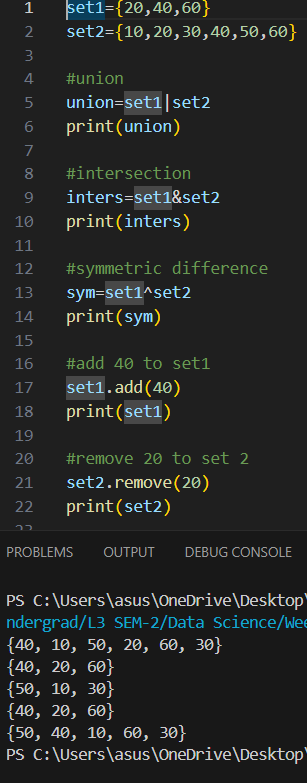 1 set1={20,40,60}
2 set2={10,20,30,40,50,60}
3
4 #union
5 union=set1|set2
6 print(union)
7
8 #intersection
9 inters=set1&set2
10 print(inters)
11
12 #symmetric difference
13 sym=set1^set2
14 print(sym)
15
16 #add 40 to set1
17 set1.add(40)
18 print(set1)
19
20 #remove 20 to set 2
21 set2.remove(20)
22 print(set2)
PROBLEMS OUTPUT DEBUG CONSOLE
PS C:\Users\asus\OneDrive\Desktop\
ndergrad/L3 SEM-2/Data Science/Wee
{40, 10, 50, 20, 60, 30}
{40, 20, 60}
{50, 10, 30}
{40, 20, 60}
{50, 40, 10, 60, 30}
PS C:\Users\asus\OneDrive\Desktop\